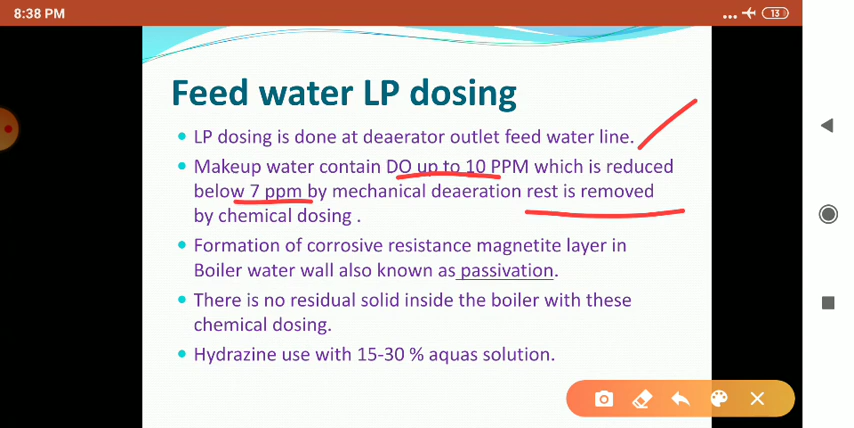 8:38 PM
13
Feed water LP dosing
LP dosing is done at deaerator outlet feed water line.
Makeup water contain DO up to 10 PPM which is reduced
below 7 ppm by mechanical deaeration rest is removed
by chemical dosing .
Formation of corrosive resistance magnetite layer in
Boiler water wall also known as passivation.
There is no residual solid inside the boiler with these
chemical dosing.
Hydrazine use with 15-30 % aquas solution.